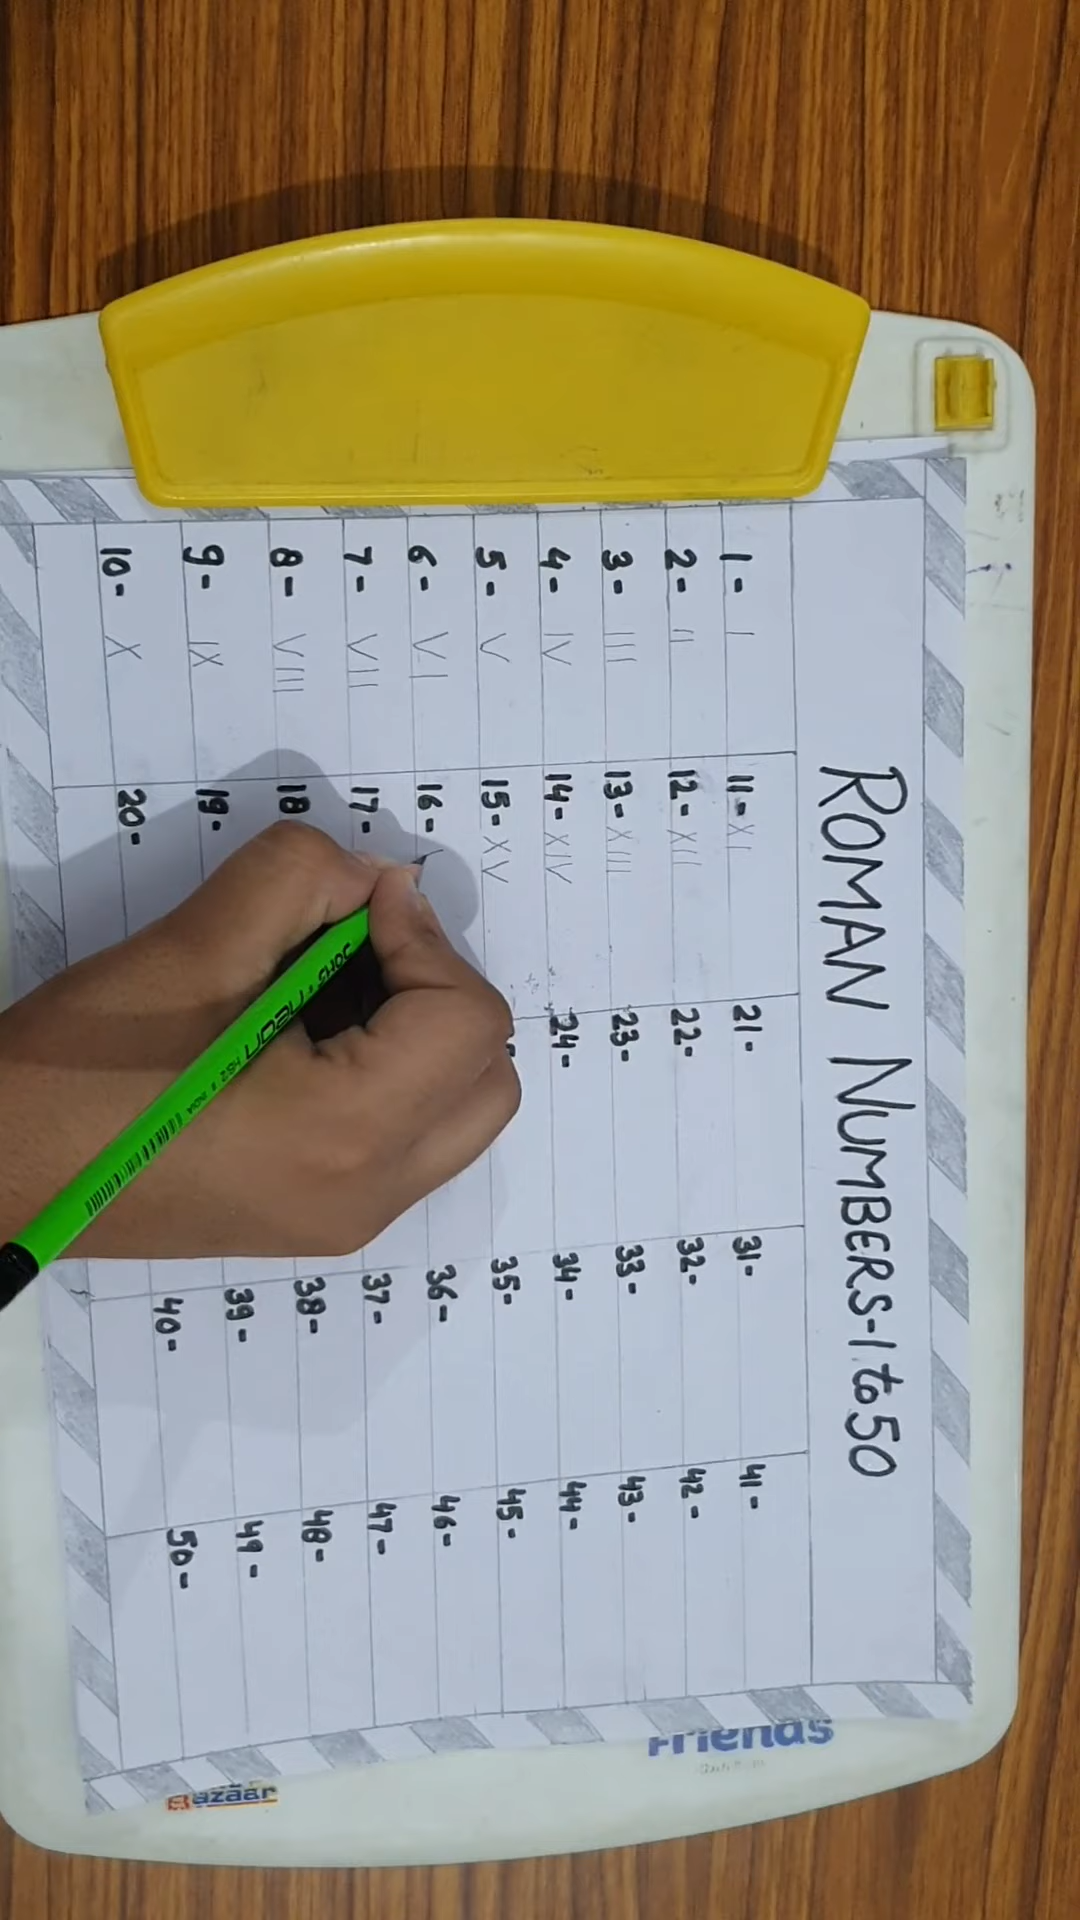 ROMAN NUMBERS-1 to 50
1- I
2- II
3- III
4- IV
5- V
6- VI
7- VII
8- VIII
9- IX
10- X
11- XI
12- XII
13- XIII
14- XIV
15- XV
16-
17-
18
19-
20-
21-
22-
23-
24-
31-
32-
33-
34-
35-
36-
37-
38-
39-
40-
41-
42-
43-
44-
45-
46-
47-
48-
49-
50-
neon HB2
Friends
Bazaar